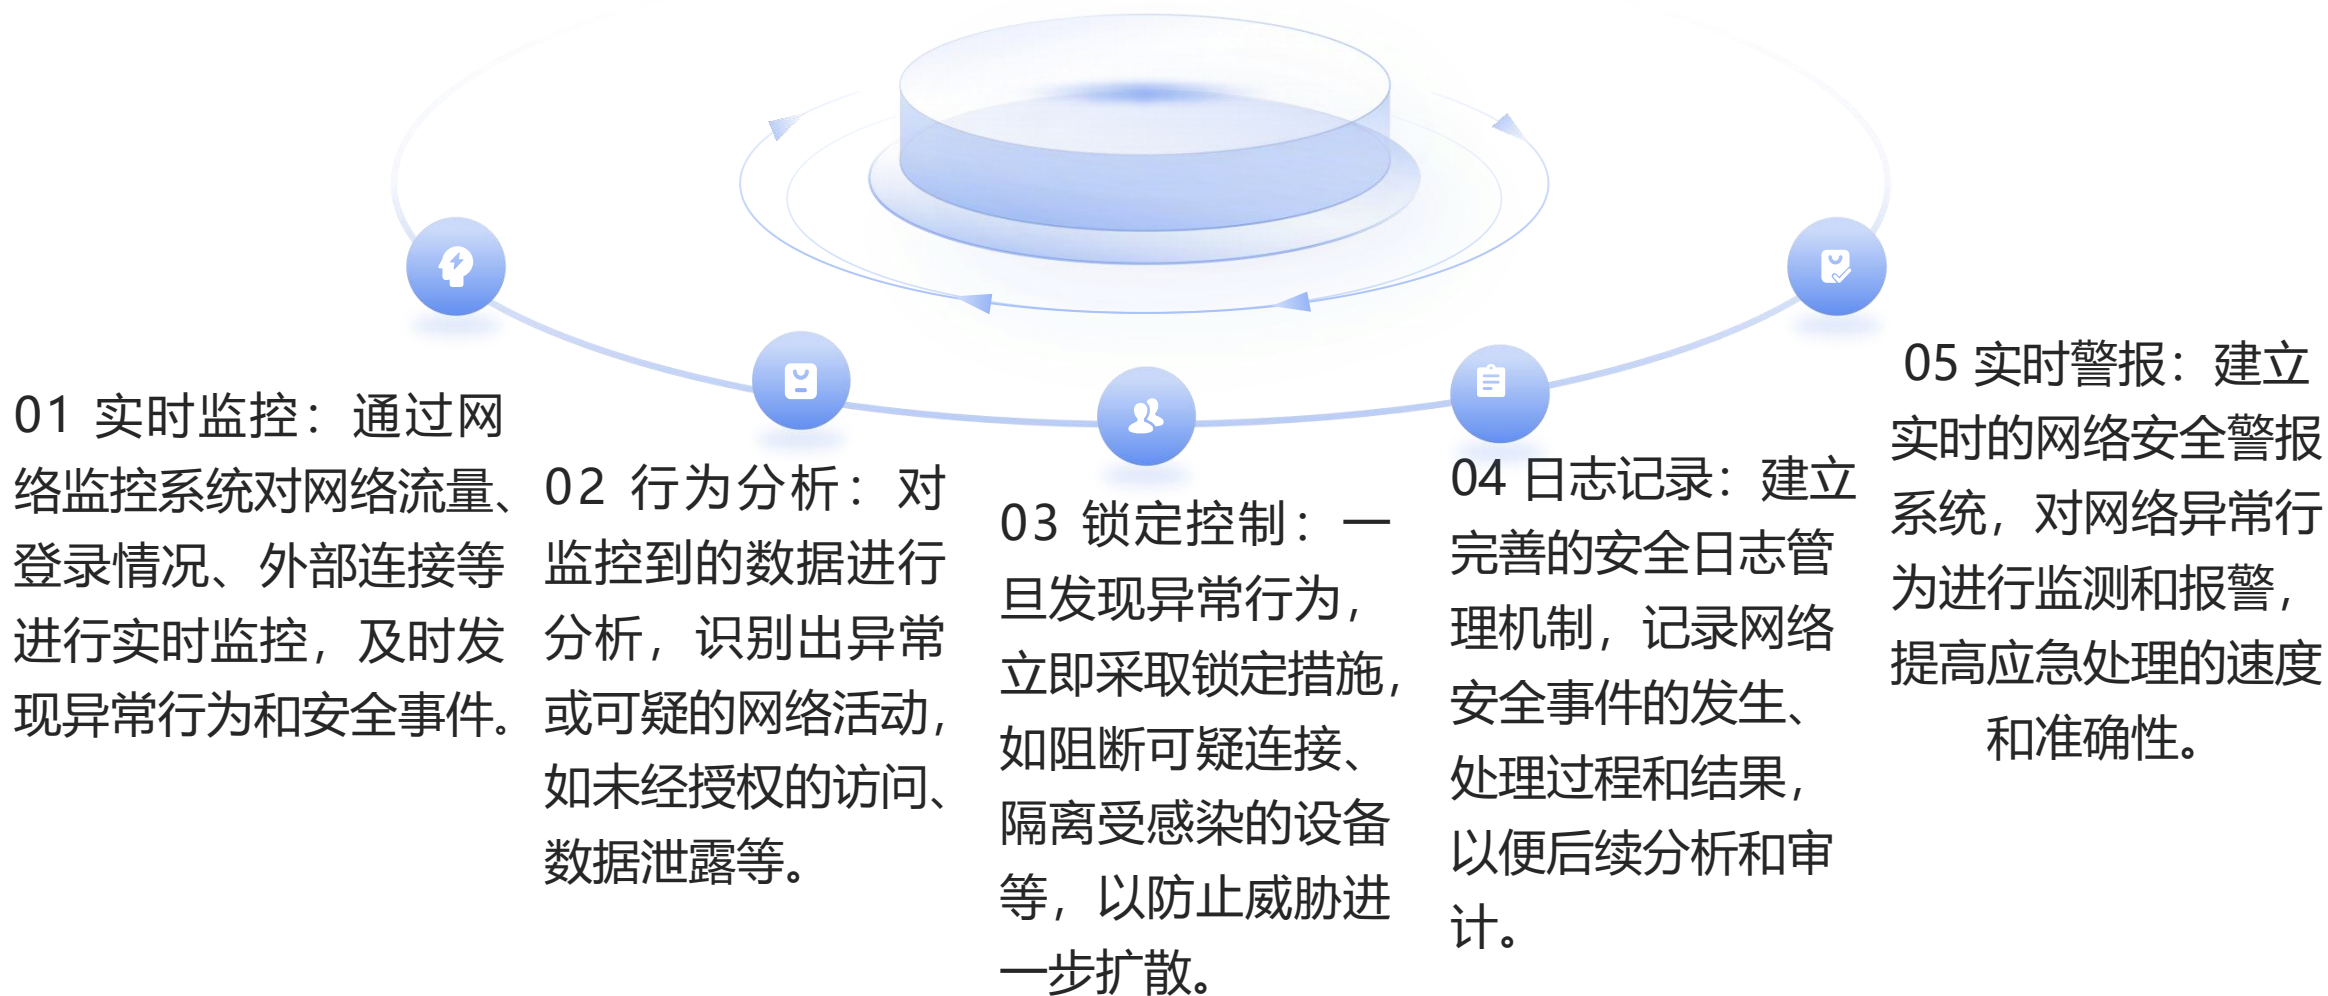 01 实时监控：通过网
络监控系统对网络流量、
登录情况、外部连接等
进行实时监控，及时发
现异常行为和安全事件。
02 行为分析：对
监控到的数据进行
分析，识别出异常
或可疑的网络活动，
如未经授权的访问、
数据泄露等。
03 锁定控制：一
旦发现异常行为，
立即采取锁定措施，
如阻断可疑连接、
隔离受感染的设备
等，以防止威胁进
一步扩散。
04 日志记录：建立
完善的安全日志管
理机制，记录网络
安全事件的发生、
处理过程和结果，
以便后续分析和审
计。
05 实时警报：建立
实时的网络安全警报
系统，对网络异常行
为进行监测和报警，
提高应急处理的速度
和准确性。